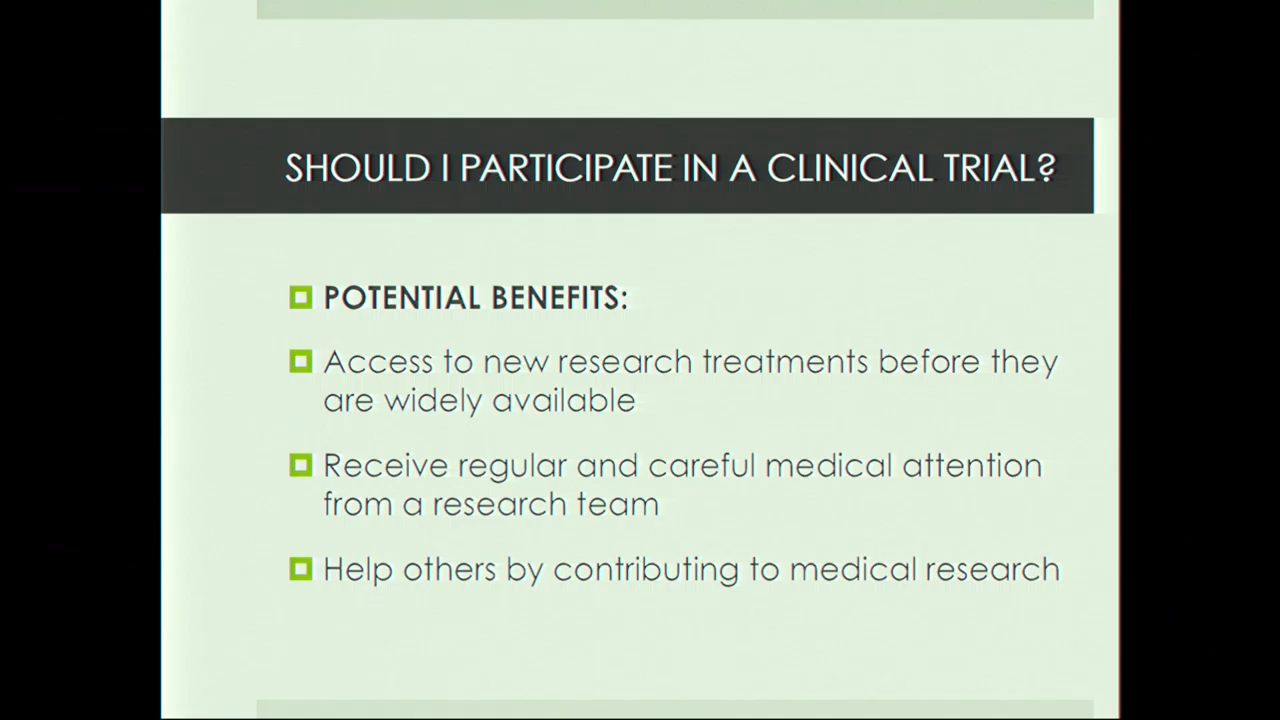 SHOULD I PARTICIPATE IN A CLINICAL TRIAL?
POTENTIAL BENEFITS:
Access to new research treatments before they
are widely available
Receive regular and careful medical attention
from a research team
Help others by contributing to medical research